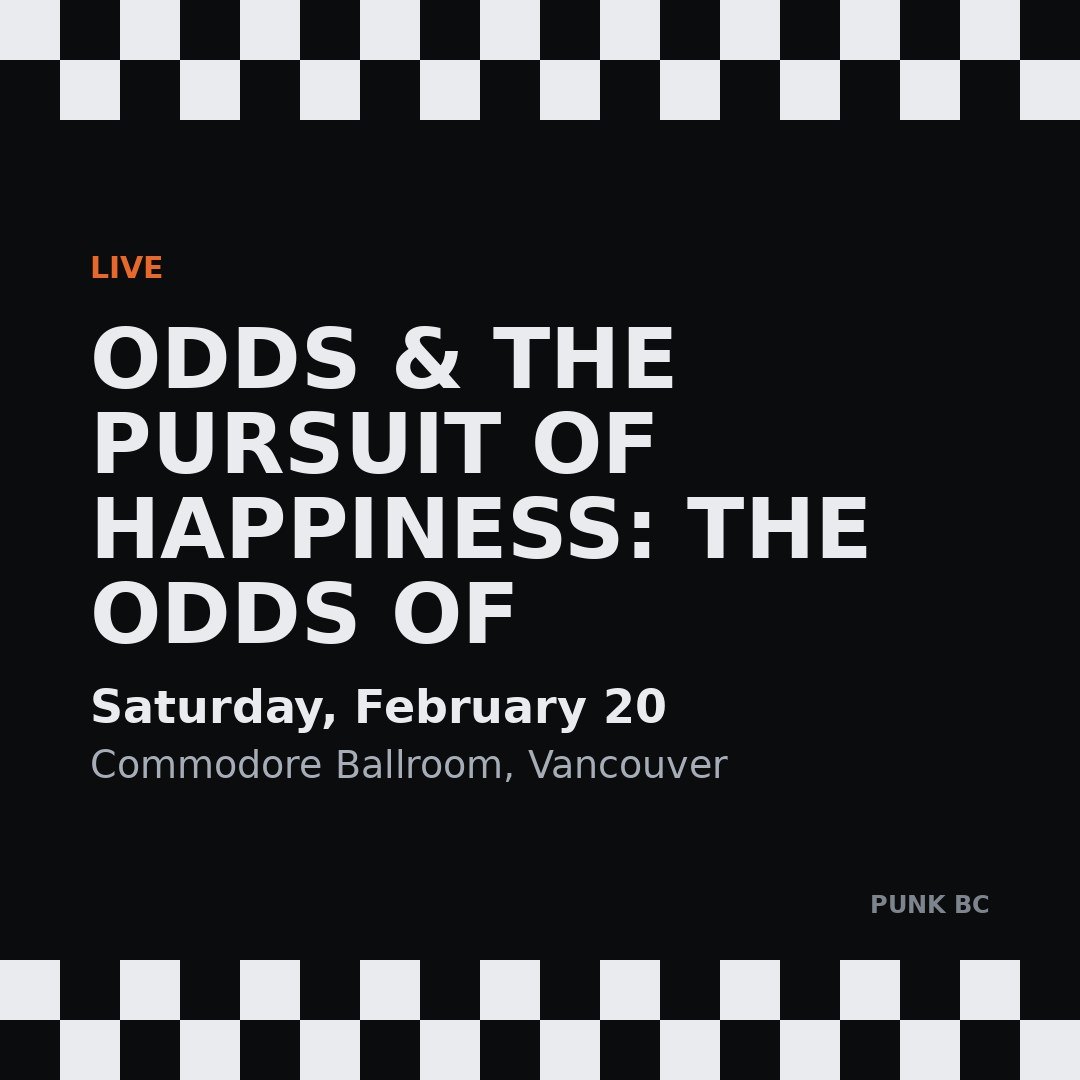 LIVE
ODDS & THE
PURSUIT OF
HAPPINESS: THE
ODDS OF
Saturday, February 20
Commodore Ballroom, Vancouver
PUNK BC